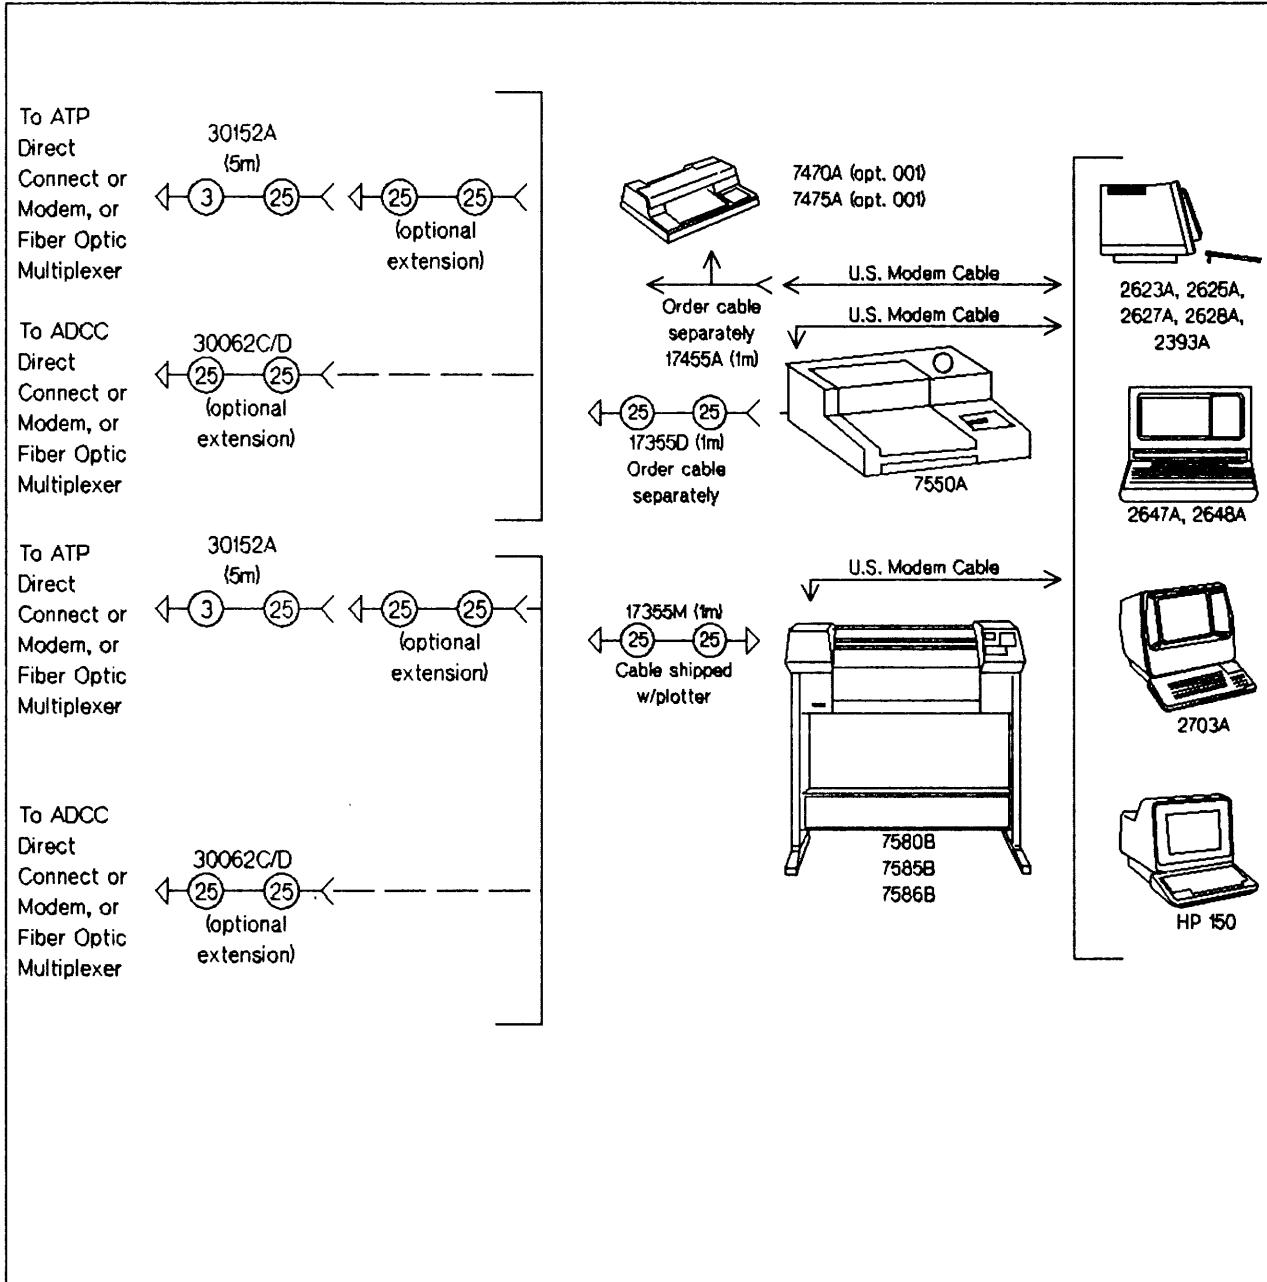 To ATP
Direct
Connect or
Modem, or
Fiber Optic
Multiplexer
30152A
(5m)
3
25
25
25
(optional
extension)
To ADCC
Direct
Connect or
Modem, or
Fiber Optic
Multiplexer
30062C/D
25
25
(optional
extension)
To ATP
Direct
Connect or
Modem, or
Fiber Optic
Multiplexer
30152A
(5m)
3
25
25
25
(optional
extension)
To ADCC
Direct
Connect or
Modem, or
Fiber Optic
Multiplexer
30062C/D
25
25
(optional
extension)
7470A (opt. 001)
7475A (opt. 001)
U.S. Modem Cable
Order cable
separately
17455A (1m)
U.S. Modem Cable
25
25
17355D (1m)
Order cable
separately
7550A
U.S. Modem Cable
17355M (1m)
25
25
Cable shipped
w/plotter
7580B
7585B
7586B
2623A, 2625A,
2627A, 2628A,
2393A
2647A, 2648A
2703A
HP 150